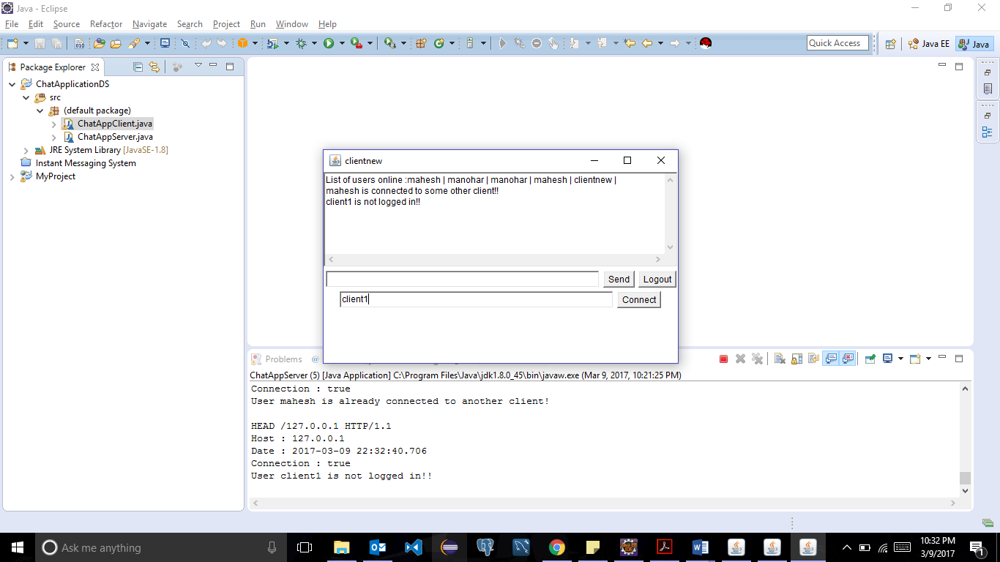 Java - Eclipse
File Edit Source Refactor Navigate Search Project Run Window Help
Quick Access
Java EE
Java
Package Explorer
ChatApplicationDS
src
(default package)
ChatAppClient.java
ChatAppServer.java
JRE System Library [JavaSE-1.8]
Instant Messaging System
MyProject
clientnew
List of users online :mahesh | manohar | manohar | mahesh | clientnew |
mahesh is connected to some other client!!
client1 is not logged in!!
Send
Logout
client1
Connect
Problems @
ChatAppServer (5) [Java Application] C:\Program Files\Java\jdk1.8.0_45\bin\javaw.exe (Mar 9, 2017, 10:21:25 PM)
Connection : true
User mahesh is already connected to another client!
HEAD /127.0.0.1 HTTP/1.1
Host : 127.0.0.1
Date : 2017-03-09 22:32:40.706
Connection : true
User client1 is not logged in!!
Ask me anything
10:32 PM
3/9/2017
1